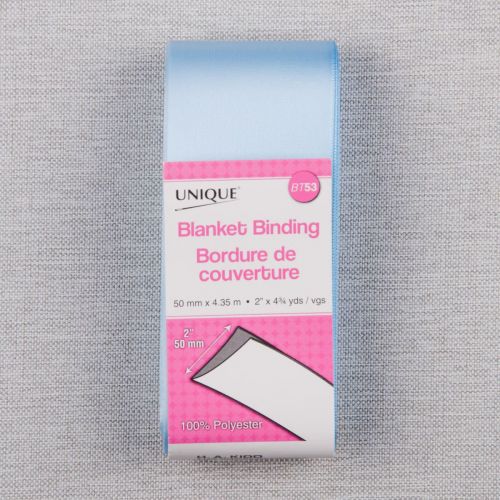 UNIQUE®
BT53
Blanket Binding
Bordure de
couverture
50 mm x 4.35 m • 2" x 4¾ yds / vgs
2"
50 mm
100% Polyester